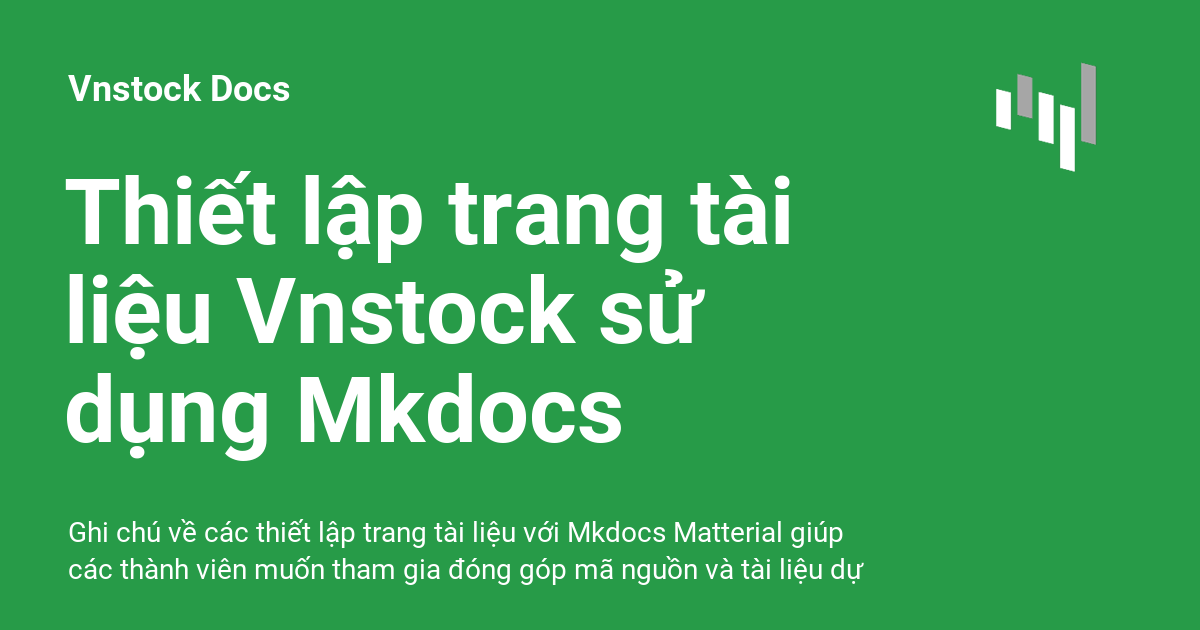 Vnstock Docs
Thiết lập trang tài
liệu Vnstock sử
dụng Mkdocs
Ghi chú về các thiết lập trang tài liệu với Mkdocs Matterial giúp
các thành viên muốn tham gia đóng góp mã nguồn và tài liệu dự